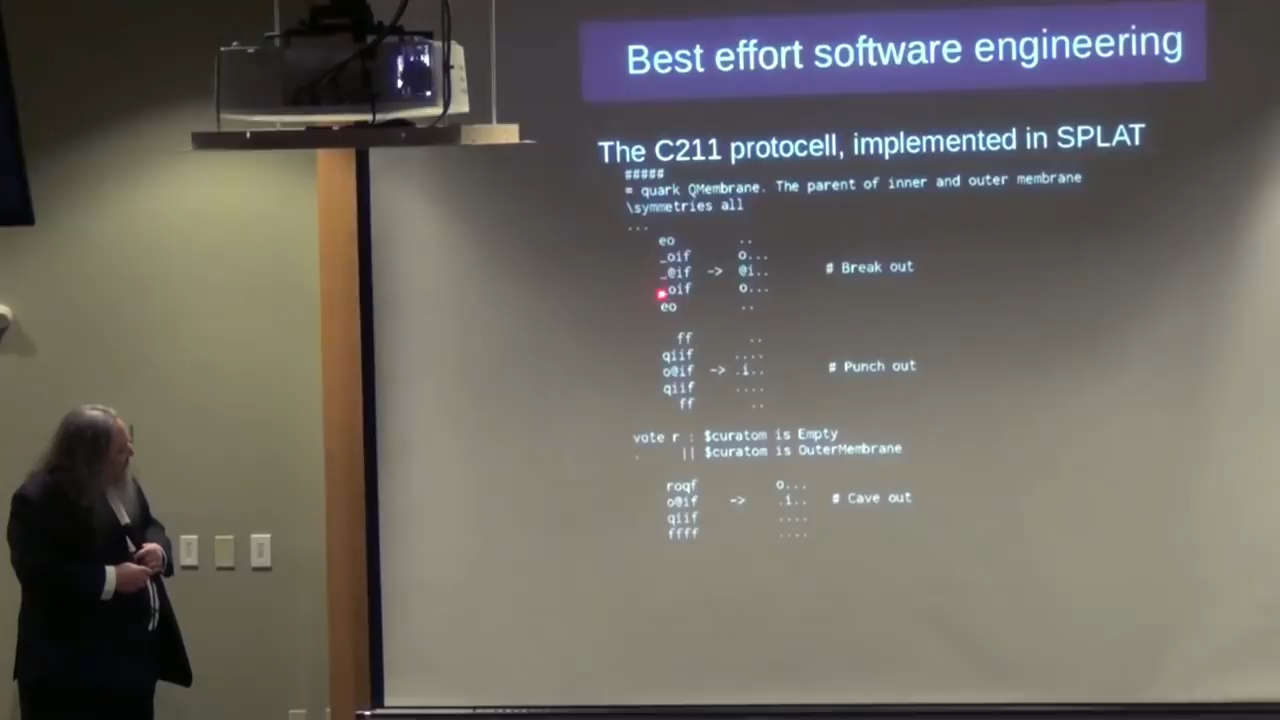 Best effort software engineering
The C211 protocell, implemented in SPLAT
#####
= quark QMembrane. The parent of inner and outer membrane
\symmetries all
...
eo ..
_oif o...
_@if -> @i.. # Break out
_oif o...
eo ..
ff ..
qiif ....
o@if -> .i.. # Punch out
qiif ....
ff ..
vote r : $curatom is Empty
. || $curatom is OuterMembrane
roqf o...
o@if -> .i.. # Cave out
qiif ....
ffff ....